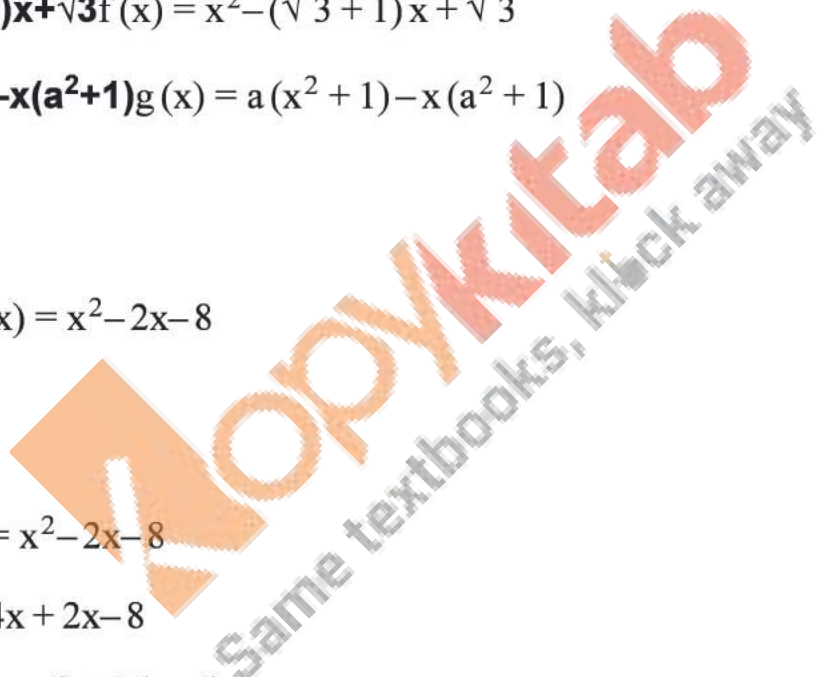 )x+√3f (x) = x²–(√ 3 + 1) x + √ 3
-x(a²+1)g (x) = a (x² + 1)–x (a² + 1)
x) = x²–2x–8
= x²–2x–8
4x + 2x–8
kopykitab
Same textbooks, klick away